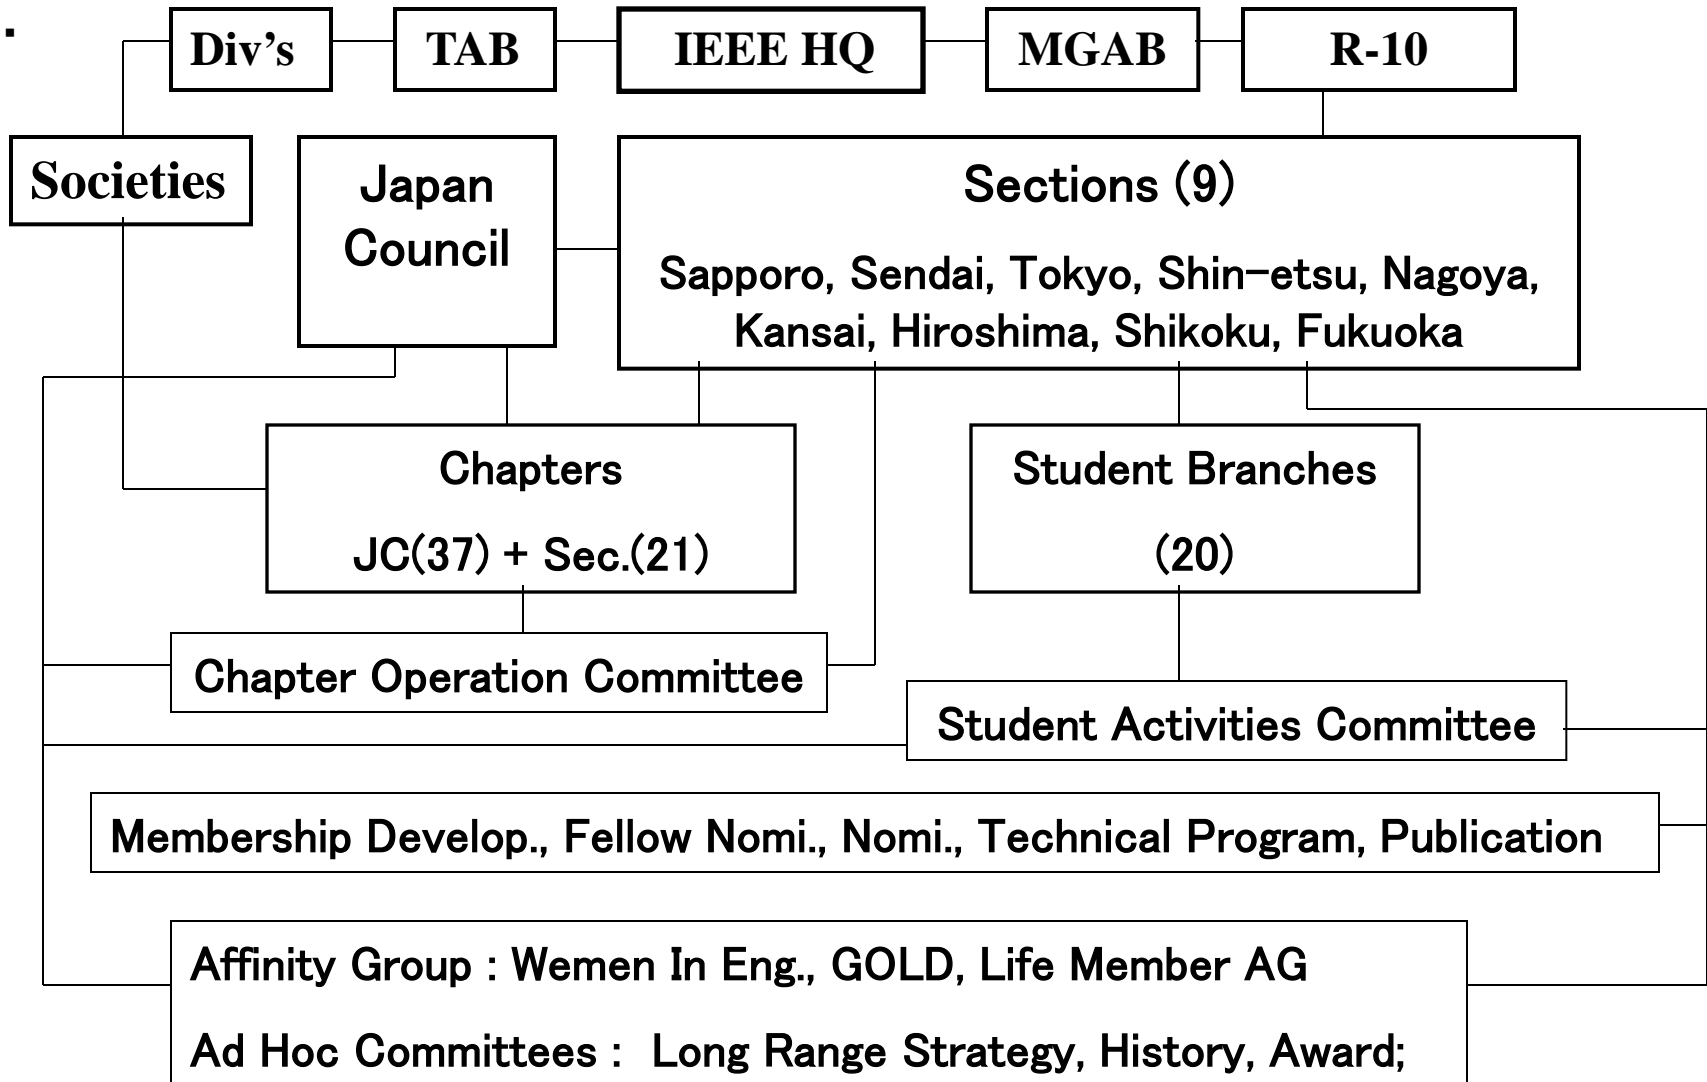 .
Div’s
TAB
IEEE HQ
MGAB
R-10
Societies
Japan
Council
Sections (9)
Sapporo, Sendai, Tokyo, Shin-etsu, Nagoya,
Kansai, Hiroshima, Shikoku, Fukuoka
Chapters
JC(37) + Sec.(21)
Student Branches
(20)
Chapter Operation Committee
Student Activities Committee
Membership Develop., Fellow Nomi., Nomi., Technical Program, Publication
Affinity Group : Wemen In Eng., GOLD, Life Member AG
Ad Hoc Committees : Long Range Strategy, History, Award;